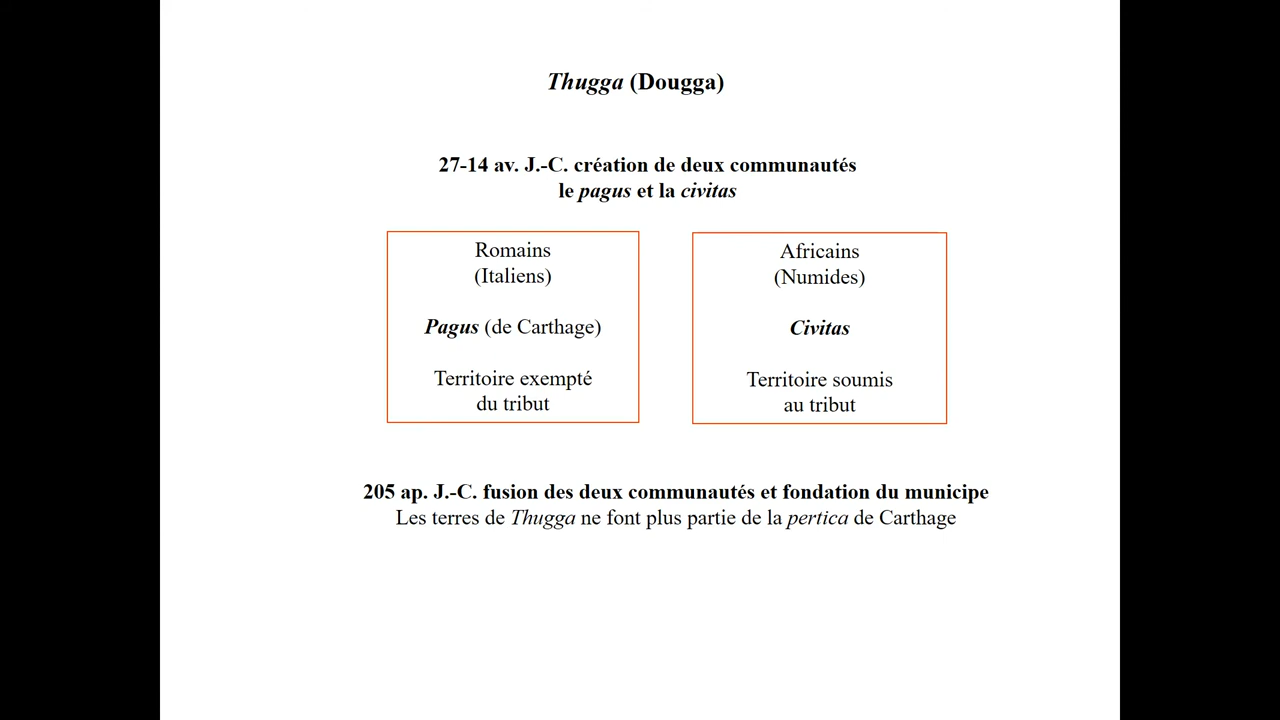 Thugga (Dougga)
27-14 av. J.-C. création de deux communautés
le pagus et la civitas
Romains
(Italiens)
Pagus (de Carthage)
Territoire exempté
du tribut
Africains
(Numides)
Civitas
Territoire soumis
au tribut
205 ap. J.-C. fusion des deux communautés et fondation du municipe
Les terres de Thugga ne font plus partie de la pertica de Carthage